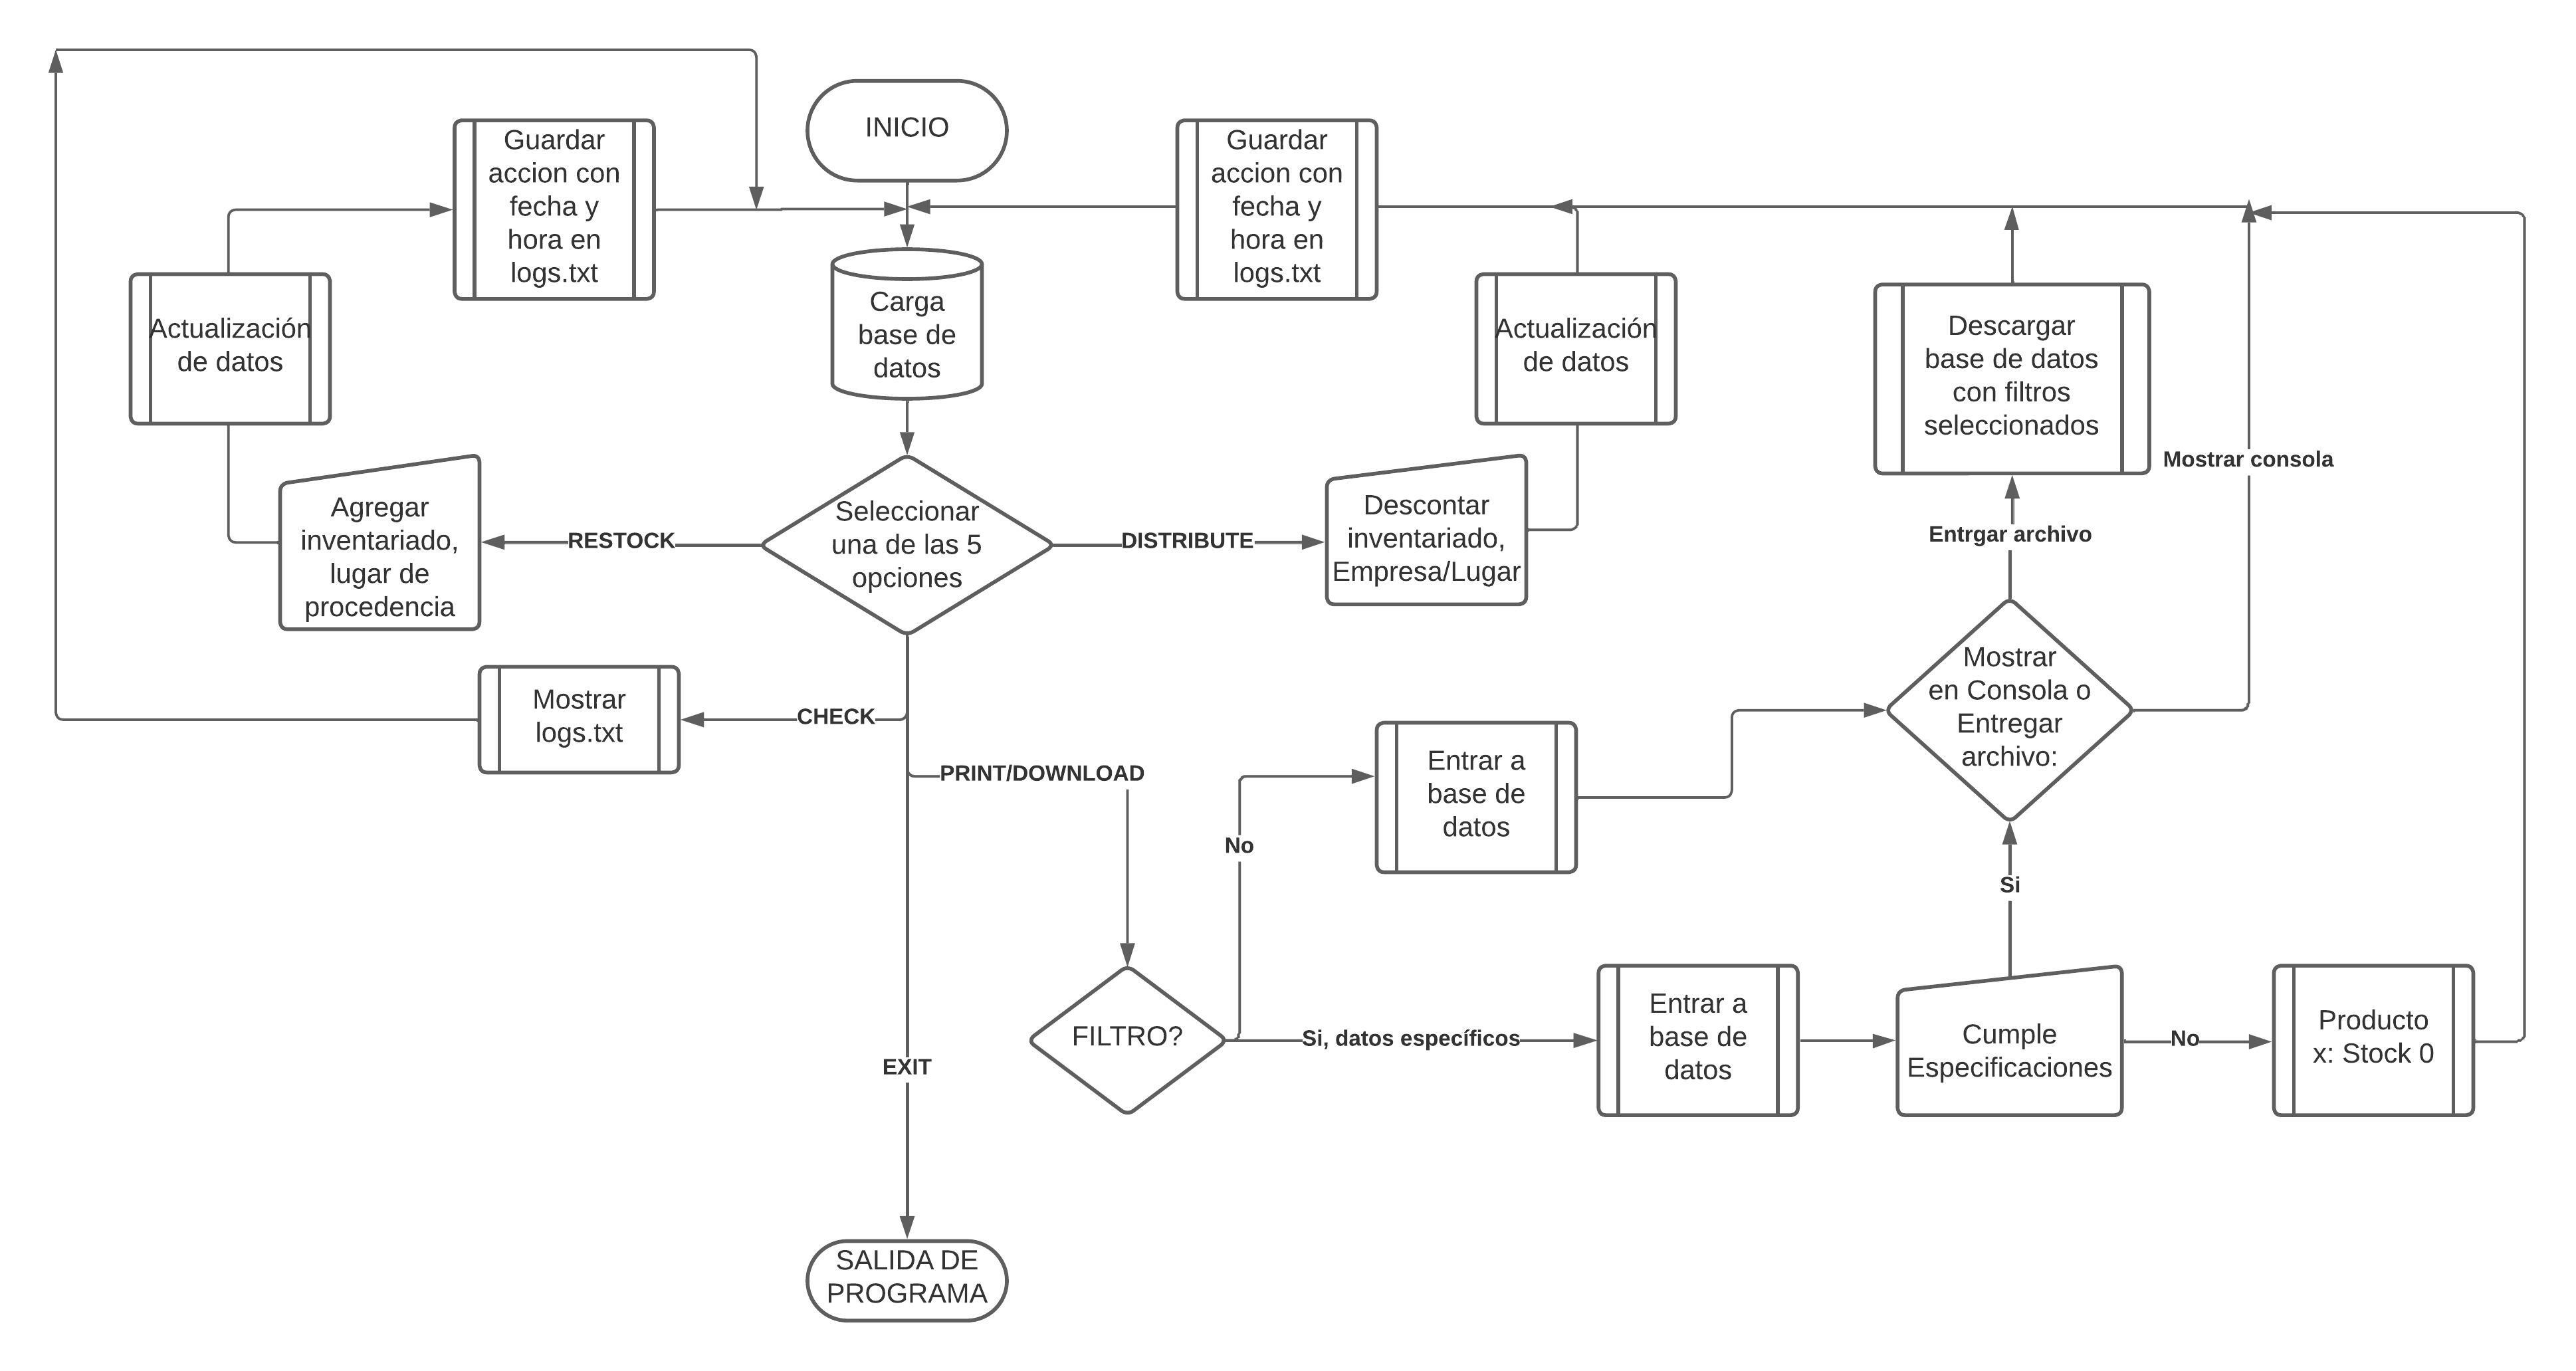 INICIO
Guardar
accion con
fecha y
hora en
logs.txt
Guardar
accion con
fecha y
hora en
logs.txt
Actualización
de datos
Carga
base de
datos
Actualización
de datos
Descargar
base de datos
con filtros
seleccionados
Mostrar consola
Agregar
inventariado,
lugar de
procedencia
RESTOCK
Seleccionar
una de las 5
opciones
DISTRIBUTE
Descontar
inventariado,
Empresa/Lugar
Entrgar archivo
Mostrar
logs.txt
CHECK
PRINT/DOWNLOAD
Mostrar
en Consola o
Entregar
archivo:
No
Entrar a
base de
datos
Si
EXIT
FILTRO?
Si, datos específicos
Entrar a
base de
datos
Cumple
Especificaciones
No
Producto
x: Stock 0
SALIDA DE
PROGRAMA